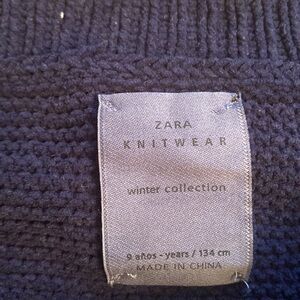 ZARA
KNITWEAR
winter collection
9 años - years / 134 cm
MADE IN CHINA